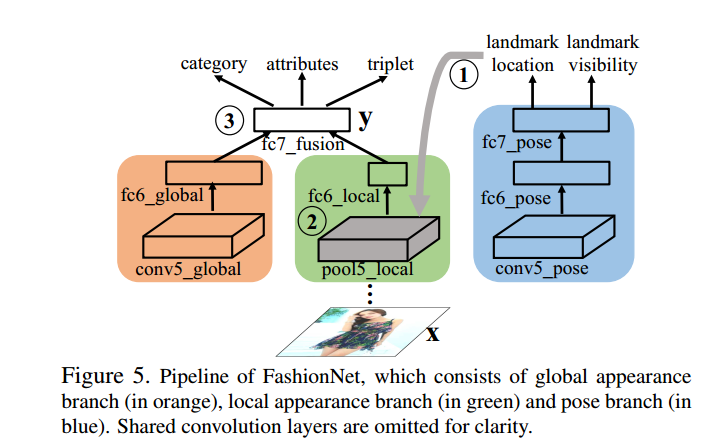 landmark landmark
category attributes triplet ① location visibility
③ y
fc7_fusion fc7_pose
fc6_global fc6_local fc6_pose
②
conv5_global pool5_local conv5_pose
x
Figure 5. Pipeline of FashionNet, which consists of global appearance
branch (in orange), local appearance branch (in green) and pose branch (in
blue). Shared convolution layers are omitted for clarity.